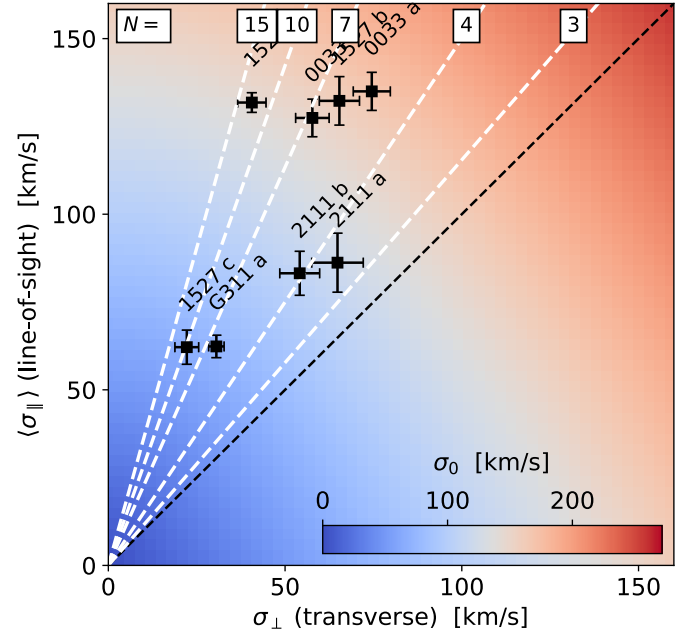 N = 15 10 7 4 3
152
0033
1527 b
0033 a
2111 b
2111 a
1527 c
G311 a
⟨σ∥⟩ (line-of-sight) [km/s]
150
100
50
0
σ₀ [km/s]
0 100 200
0 50 100 150
σ⊥ (transverse) [km/s]